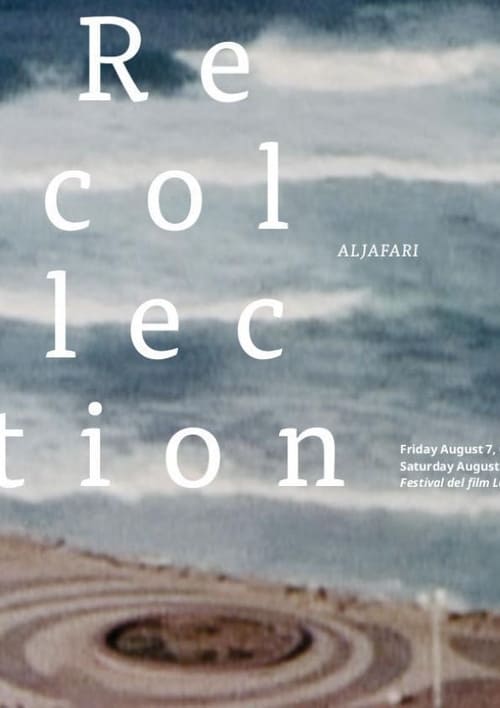 Re
col
ALJAFARI
lec
tion
Friday August 7,
Saturday August
Festival del film